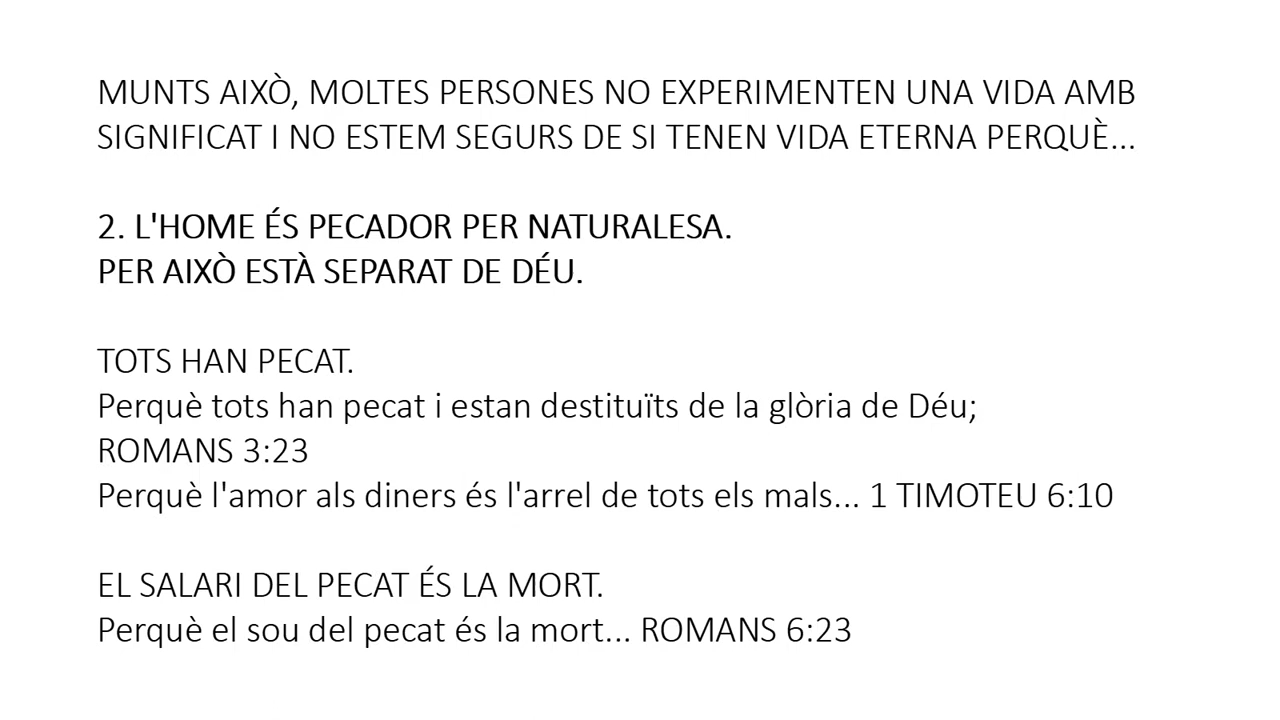 MUNTS AIXÒ, MOLTES PERSONES NO EXPERIMENTEN UNA VIDA AMB
SIGNIFICAT I NO ESTEM SEGURS DE SI TENEN VIDA ETERNA PERQUÈ...
2. L'HOME ÉS PECADOR PER NATURALESA.
PER AIXÒ ESTÀ SEPARAT DE DÉU.
TOTS HAN PECAT.
Perquè tots han pecat i estan destituïts de la glòria de Déu;
ROMANS 3:23
Perquè l'amor als diners és l'arrel de tots els mals... 1 TIMOTEU 6:10
EL SALARI DEL PECAT ÉS LA MORT.
Perquè el sou del pecat és la mort... ROMANS 6:23